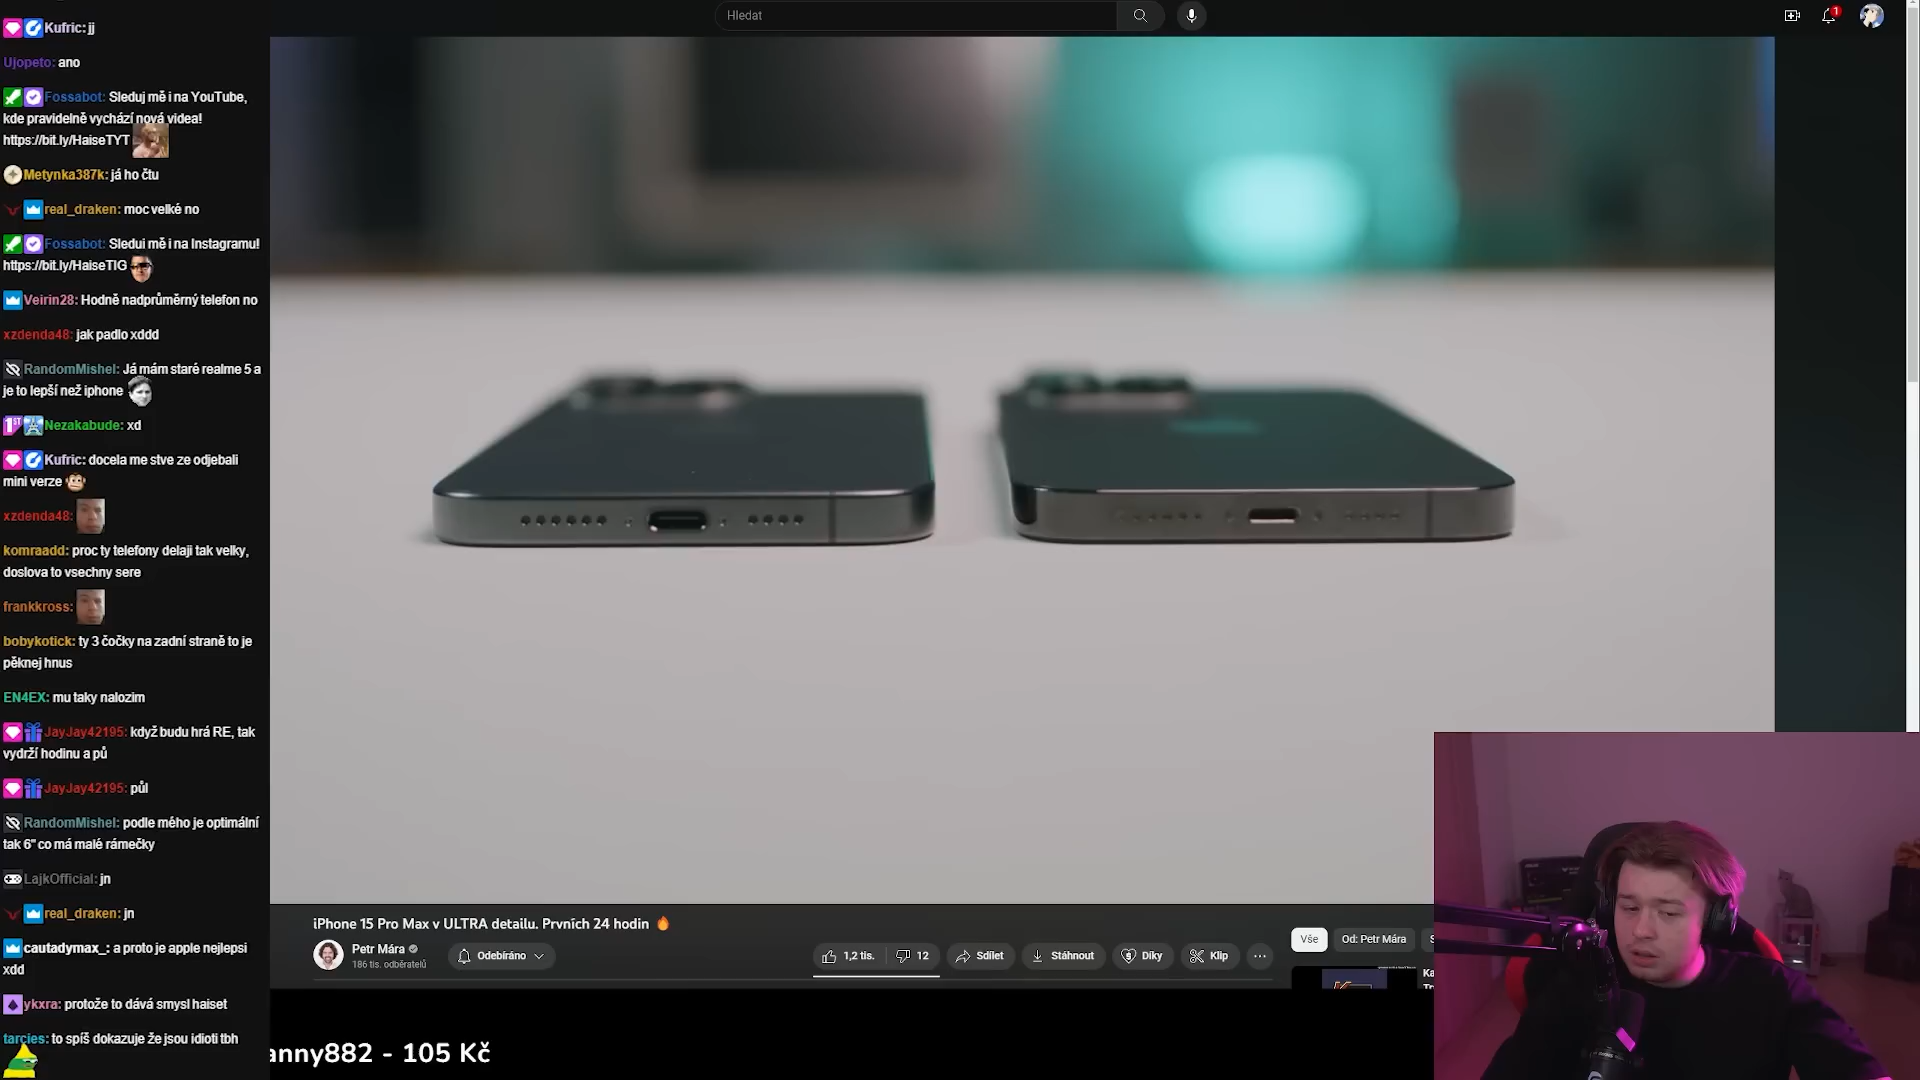 Kufric: jj
Ujopeto: ano
Fossabot: Sleduj mě i na YouTube,
kde pravidelně vychází nová videa!
https://bit.ly/HaiseTYT
Metynka387k: já ho čtu
real_draken: moc velké no
Fossabot: Sleduj mě i na Instagramu!
https://bit.ly/HaiseTIG
Veirin28: Hodně nadprůměrný telefon no
xzdenda48: jak padlo xddd
RandomMishel: Já mám staré realme 5 a
je to lepší než iphone
Nezakabude: xd
Kufric: docela me stve ze odjebali
mini verze
xzdenda48:
komraadd: proc ty telefony delaji tak velky,
doslova to vsechny sere
frankkross:
bobykotick: ty 3 čočky na zadní straně to je
pěknej hnus
EN4EX: mu taky nalozim
JayJay42195: když budu hrá RE, tak
vydrží hodinu a pů
JayJay42195: půl
RandomMishel: podle mého je optimální
tak 6" co má malé rámečky
LajkOfficial: jn
real_draken: jn
cautadymax_: a proto je apple nejlepsi
xdd
ykxra: protože to dává smysl haiset
tarcies: to spíš dokazuje že jsou idioti tbh
Hledat
1
iPhone 15 Pro Max v ULTRA detailu. Prvních 24 hodin
Petr Mára
186 tis. odběratelů
Odebíráno
1,2 tis.
12
Sdílet
Stáhnout
Díky
Klip
Vše
Od: Petr Mára
S
Ka
Tr
anny882 - 105 Kč